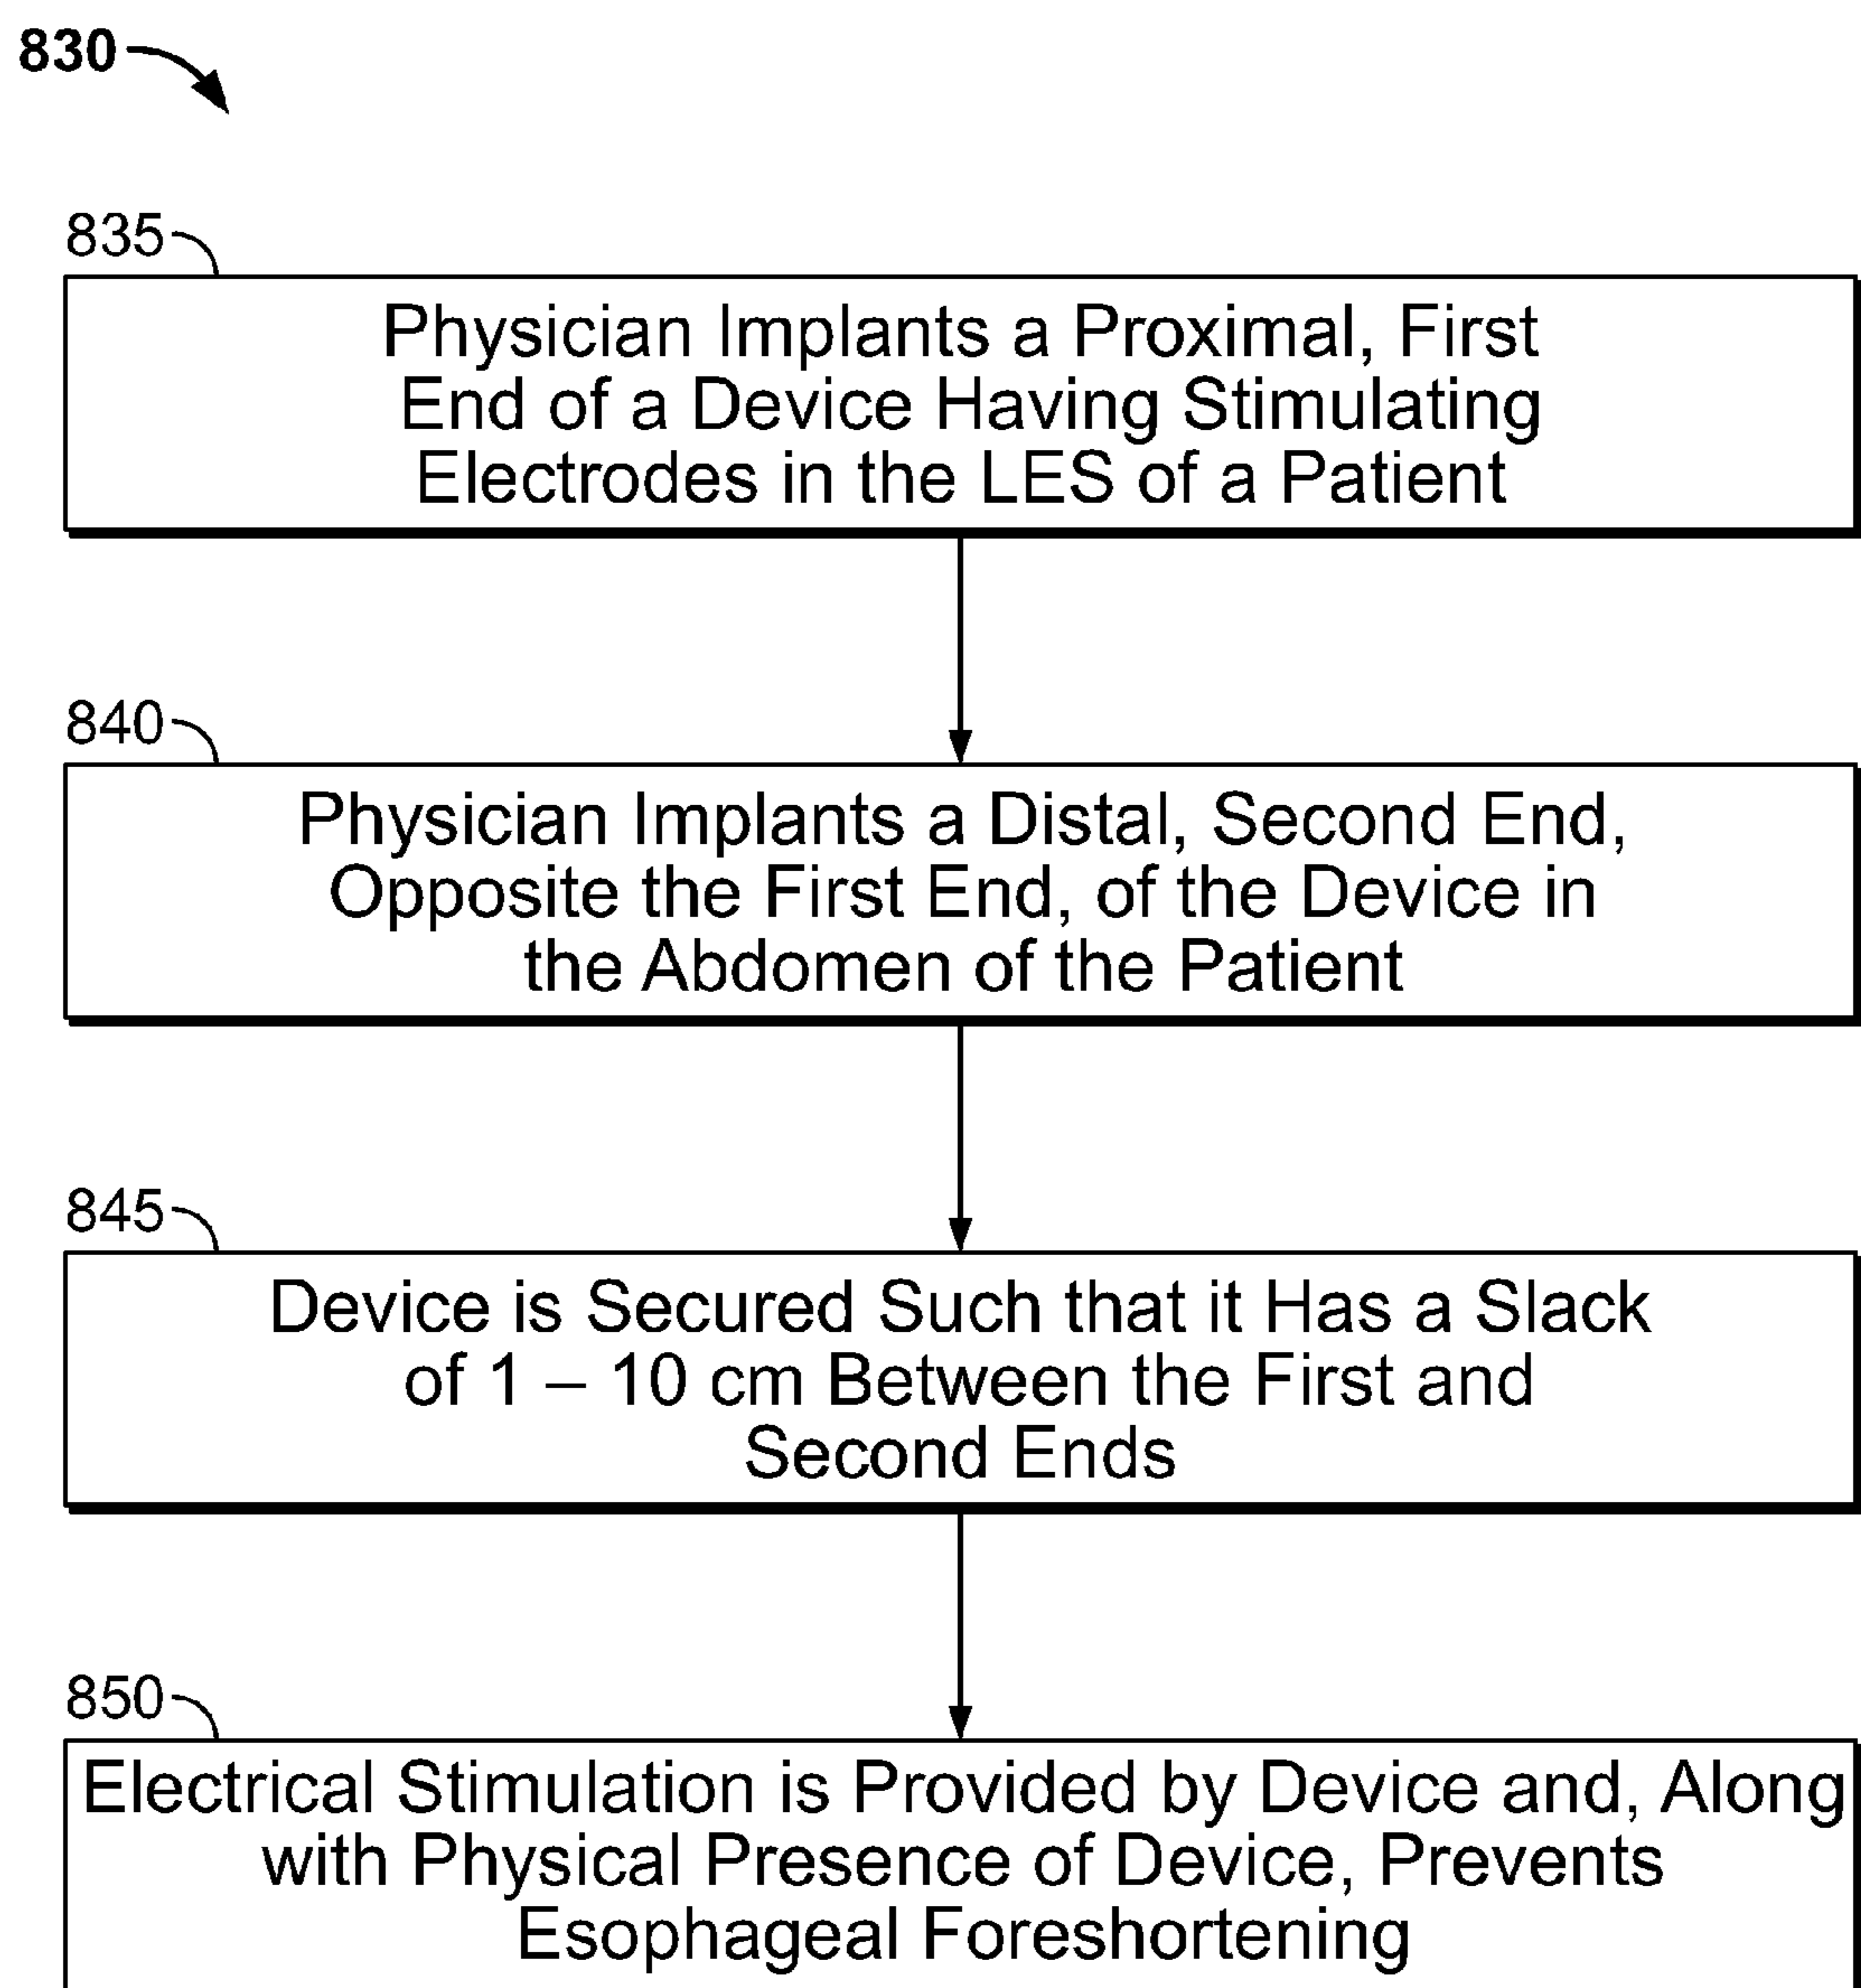 830
835
Physician Implants a Proximal, First
End of a Device Having Stimulating
Electrodes in the LES of a Patient
840
Physician Implants a Distal, Second End,
Opposite the First End, of the Device in
the Abdomen of the Patient
845
Device is Secured Such that it Has a Slack
of 1 – 10 cm Between the First and
Second Ends
850
Electrical Stimulation is Provided by Device and, Along
with Physical Presence of Device, Prevents
Esophageal Foreshortening